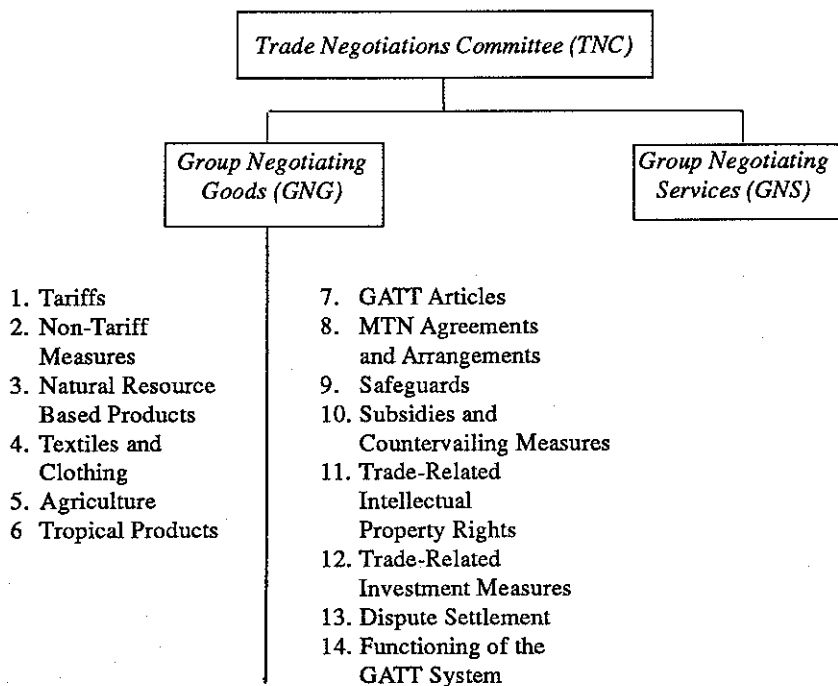 Trade Negotiations Committee (TNC)
Group Negotiating
Goods (GNG)
Group Negotiating
Services (GNS)
1. Tariffs
2. Non-Tariff
Measures
3. Natural Resource
Based Products
4. Textiles and
Clothing
5. Agriculture
6 Tropical Products
7. GATT Articles
8. MTN Agreements
and Arrangements
9. Safeguards
10. Subsidies and
Countervailing Measures
11. Trade-Related
Intellectual
Property Rights
12. Trade-Related
Investment Measures
13. Dispute Settlement
14. Functioning of the
GATT System